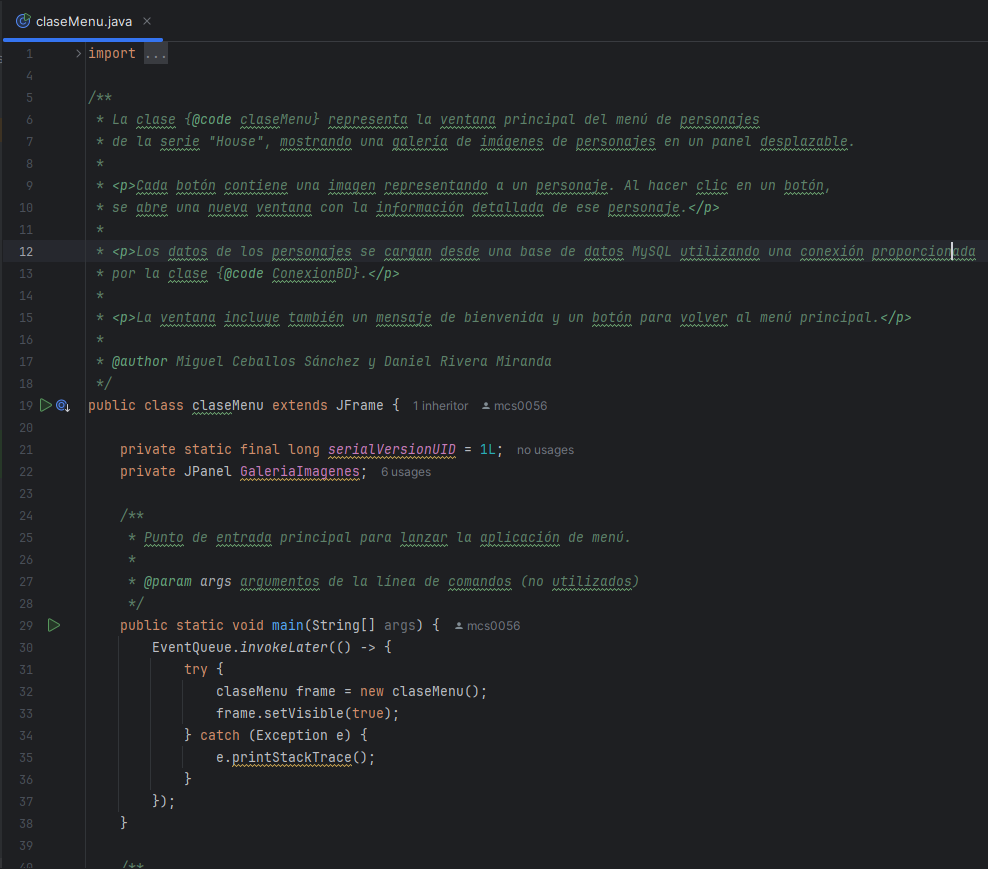 claseMenu.java
1 import ...
4
5 /**
6 * La clase {@code claseMenu} representa la ventana principal del menú de personajes
7 * de la serie "House", mostrando una galería de imágenes de personajes en un panel desplazable.
8 *
9 * <p>Cada botón contiene una imagen representando a un personaje. Al hacer clic en un botón,
10 * se abre una nueva ventana con la información detallada de ese personaje.</p>
11 *
12 * <p>Los datos de los personajes se cargan desde una base de datos MySQL utilizando una conexión proporcionada
13 * por la clase {@code ConexionBD}.</p>
14 *
15 * <p>La ventana incluye también un mensaje de bienvenida y un botón para volver al menú principal.</p>
16 *
17 * @author Miguel Ceballos Sánchez y Daniel Rivera Miranda
18 */
19 public class claseMenu extends JFrame { 1 inheritor mcs0056
20
21 private static final long serialVersionUID = 1L; no usages
22 private JPanel GaleriaImagenes; 6 usages
23
24 /**
25 * Punto de entrada principal para lanzar la aplicación de menú.
26 *
27 * @param args argumentos de la línea de comandos (no utilizados)
28 */
29 public static void main(String[] args) { mcs0056
30 EventQueue.invokeLater(() -> {
31 try {
32 claseMenu frame = new claseMenu();
33 frame.setVisible(true);
34 } catch (Exception e) {
35 e.printStackTrace();
36 }
37 });
38 }
39
40 /**